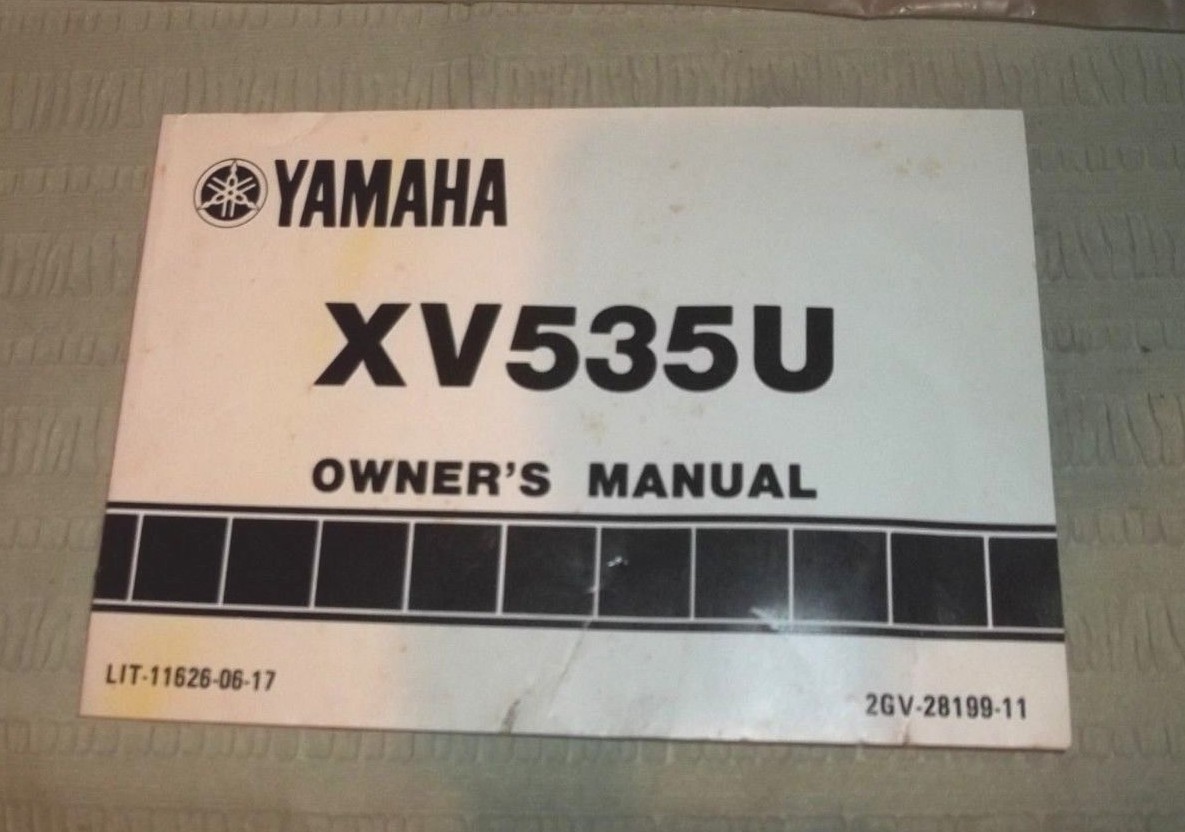 YAMAHA
XV535U
OWNER'S MANUAL
LIT-11626-06-17
2GV-28199-11